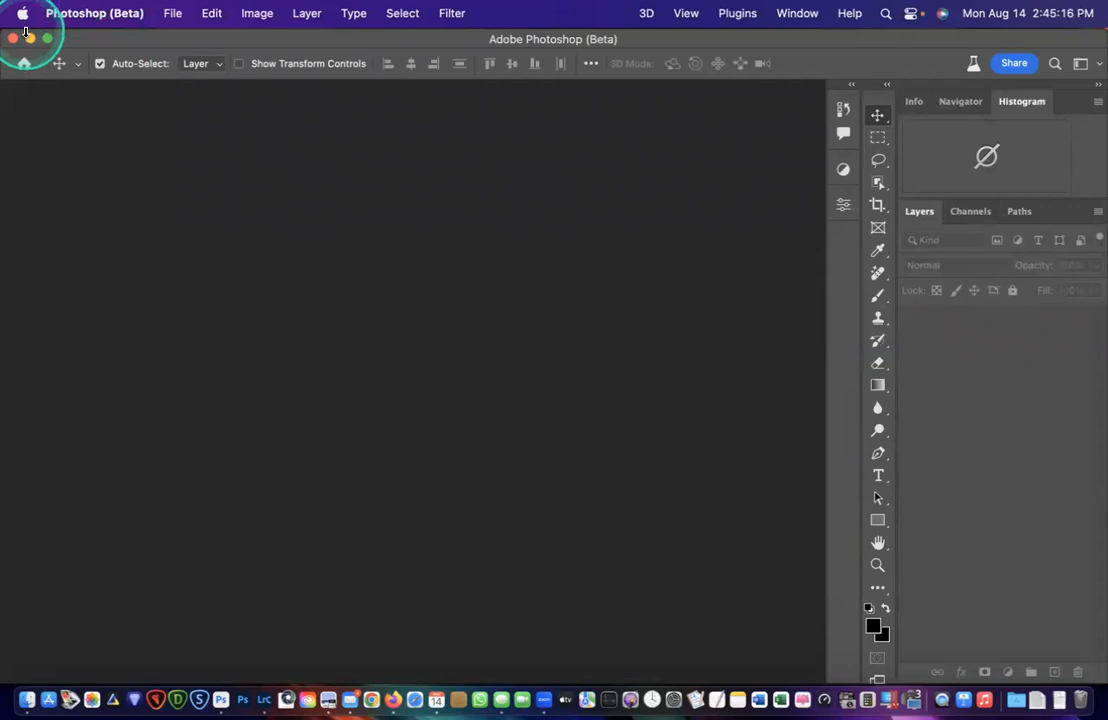 Photoshop (Beta) File Edit Image Layer Type Select Filter 3D View Plugins Window Help Mon Aug 14 2:45:16 PM
Adobe Photoshop (Beta)
Auto-Select: Layer Show Transform Controls 3D Mode: Share
Info Navigator Histogram
Layers Channels Paths
Kind
Normal Opacity: 100%
Lock: Fill: 100%